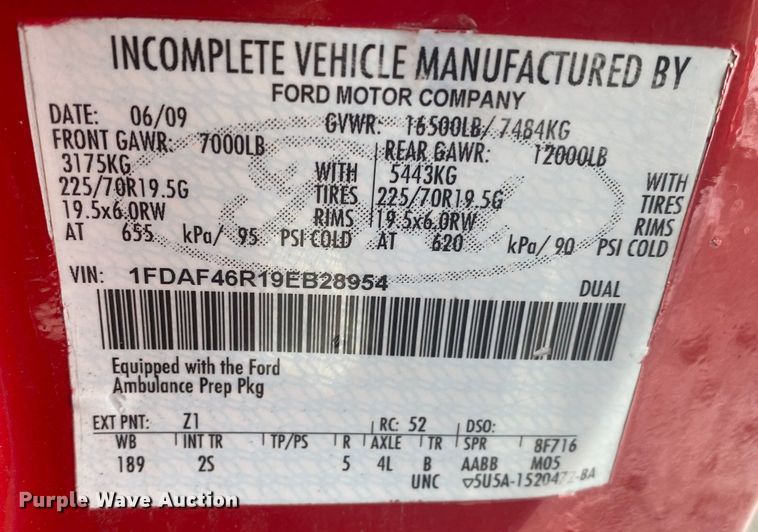 INCOMPLETE VEHICLE MANUFACTURED BY
FORD MOTOR COMPANY
DATE: 06/09 GVWR: 16500LB/ 7484KG
FRONT GAWR: 7000LB REAR GAWR: 12000LB
3175KG WITH 5443KG WITH
225/70R19.5G TIRES 225/70R19.5G TIRES
19.5x6.0RW RIMS 19.5x6.0RW RIMS
AT 655 kPa/ 95 PSI COLD AT 620 kPa/ 90 PSI COLD
VIN: 1FDAF46R19EB28954 DUAL
Equipped with the Ford
Ambulance Prep Pkg
EXT PNT: Z1 RC: 52 DSO:
WB INT TR TP/PS R AXLE TR SPR 8F716
189 2S 5 4L B AABB M05
UNC ▽5U5A-1520472-BA
Purple Wave Auction